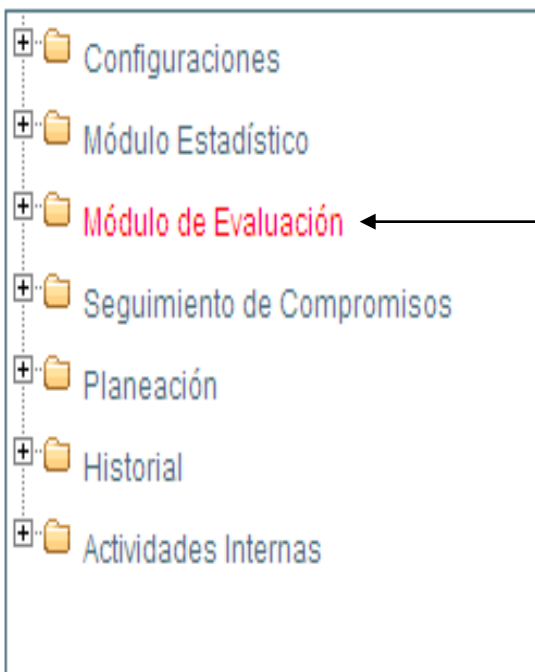 Configuraciones
Módulo Estadístico
Módulo de Evaluación
Seguimiento de Compromisos
Planeación
Historial
Actividades Internas